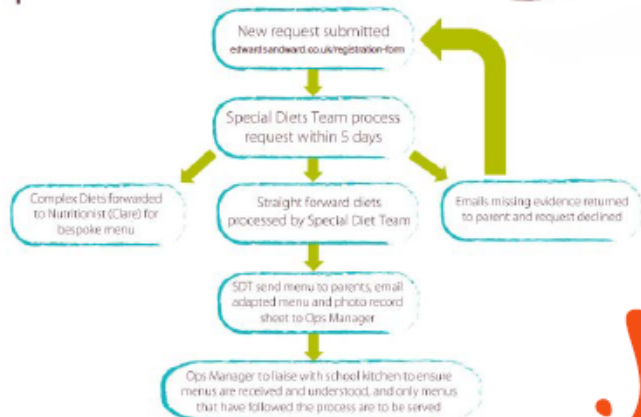 New request submitted
edwardsandward.co.uk/registration-form
Special Diets Team process
request within 5 days
Complex Diets forwarded
to Nutritionist (Clare) for
bespoke menu
Straight forward diets
processed by Special Diet Team
Emails missing evidence returned
to parent and request declined
SDT send menu to parents, email
adapted menu and photo record
sheet to Ops Manager
Ops Manager to liaise with school kitchen to ensure
menus are received and understood, and only menus
that have followed the process are to be served